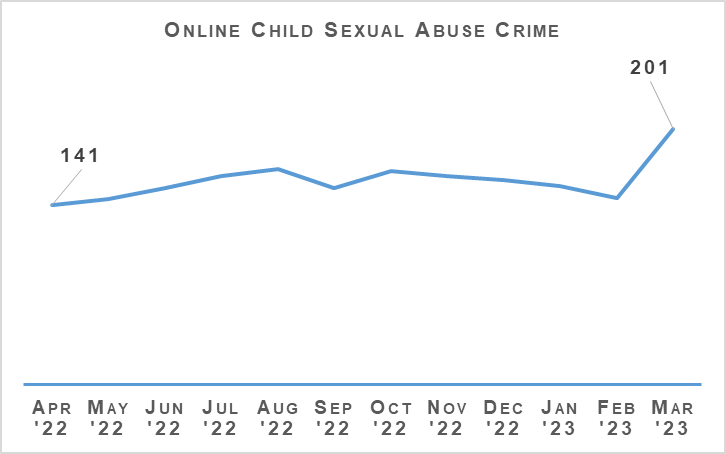 Online Child Sexual Abuse Crime
201
141
Apr May Jun Jul Aug Sep Oct Nov Dec Jan Feb Mar
'22 '22 '22 '22 '22 '22 '22 '22 '22 '23 '23 '23